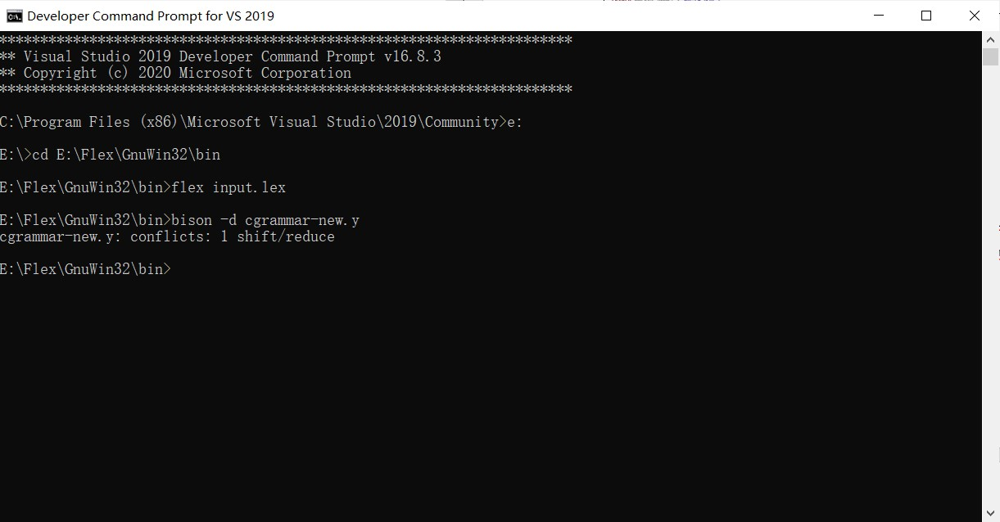 Developer Command Prompt for VS 2019
**********************************************************************
** Visual Studio 2019 Developer Command Prompt v16.8.3
** Copyright (c) 2020 Microsoft Corporation
**********************************************************************
C:\Program Files (x86)\Microsoft Visual Studio\2019\Community>e:
E:\>cd E:\Flex\GnuWin32\bin
E:\Flex\GnuWin32\bin>flex input.lex
E:\Flex\GnuWin32\bin>bison -d cgrammar-new.y
cgrammar-new.y: conflicts: 1 shift/reduce
E:\Flex\GnuWin32\bin>